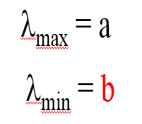 λmax = a
λmin = b